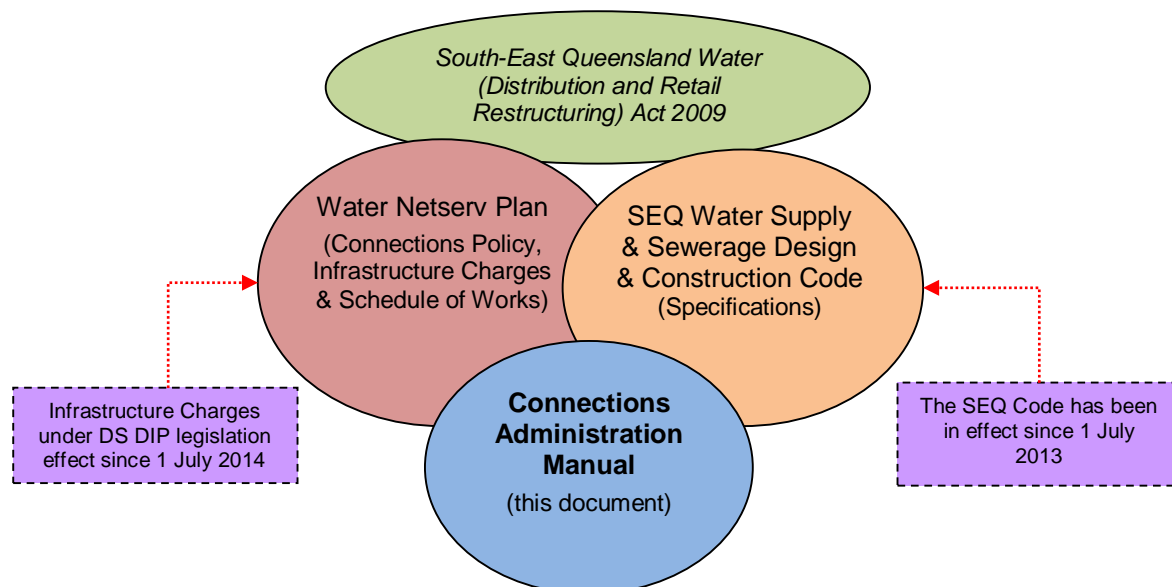 South-East Queensland Water
(Distribution and Retail
Restructuring) Act 2009
Water Netserv Plan
(Connections Policy,
Infrastructure Charges
& Schedule of Works)
SEQ Water Supply
& Sewerage Design
& Construction Code
(Specifications)
Infrastructure Charges
under DS DIP legislation
effect since 1 July 2014
Connections
Administration
Manual
(this document)
The SEQ Code has been
in effect since 1 July
2013